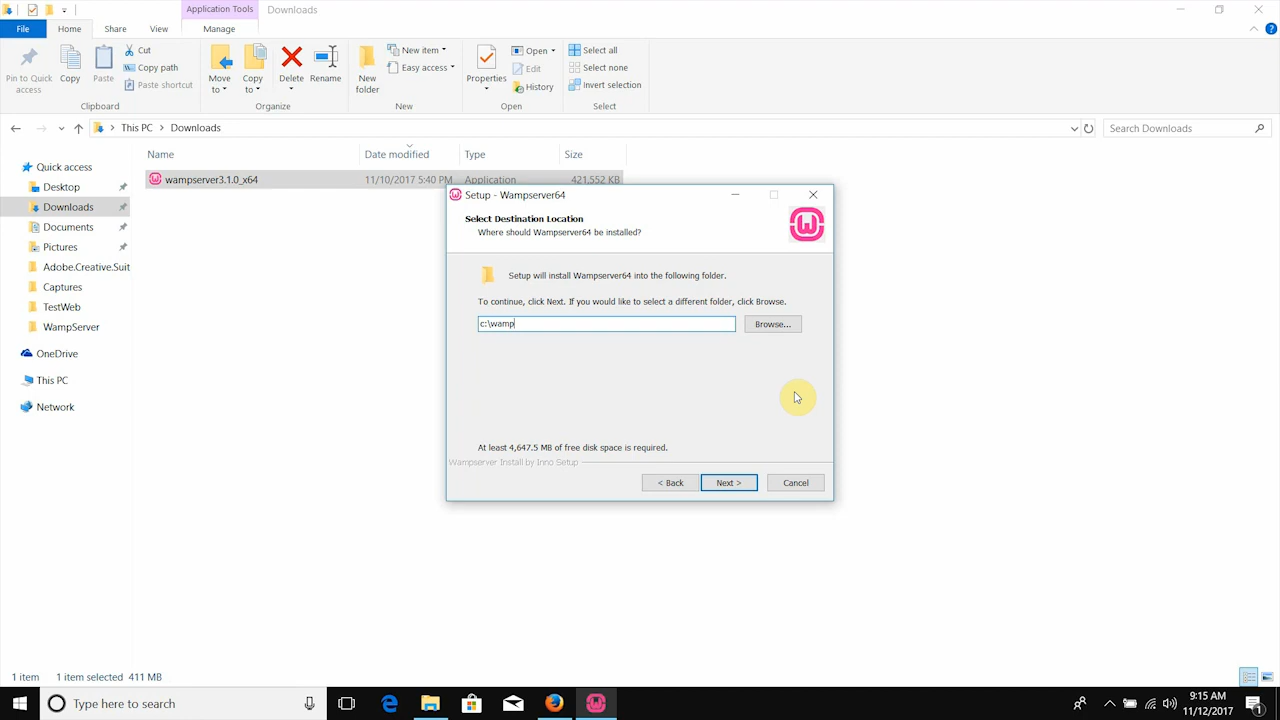 Application Tools
Downloads
File
Home
Share
View
Manage
Pin to Quick access
Copy
Paste
Cut
Copy path
Paste shortcut
Clipboard
Move to
Copy to
Delete
Rename
Organize
New folder
New item
Easy access
New
Properties
Open
Edit
History
Open
Select all
Select none
Invert selection
Select
This PC
Downloads
Search Downloads
Name
Date modified
Type
Size
wampserver3.1.0_x64
11/10/2017 5:40 PM
Application
421,552 KB
Quick access
Desktop
Downloads
Documents
Pictures
Adobe.Creative.Suit
Captures
TestWeb
WampServer
OneDrive
This PC
Network
Setup - Wampserver64
Select Destination Location
Where should Wampserver64 be installed?
Setup will install Wampserver64 into the following folder.
To continue, click Next. If you would like to select a different folder, click Browse.
c:\wamp
Browse...
At least 4,647.5 MB of free disk space is required.
Wampserver Install by Inno Setup
< Back
Next >
Cancel
1 item
1 item selected
411 MB
Type here to search
9:15 AM
11/12/2017
1